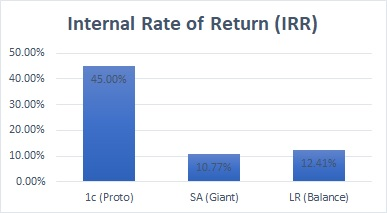 Internal Rate of Return (IRR)
50.00%
40.00%
30.00%
20.00%
10.00%
0.00%
45.00%
10.77%
12.41%
1c (Proto)
SA (Giant)
LR (Balance)